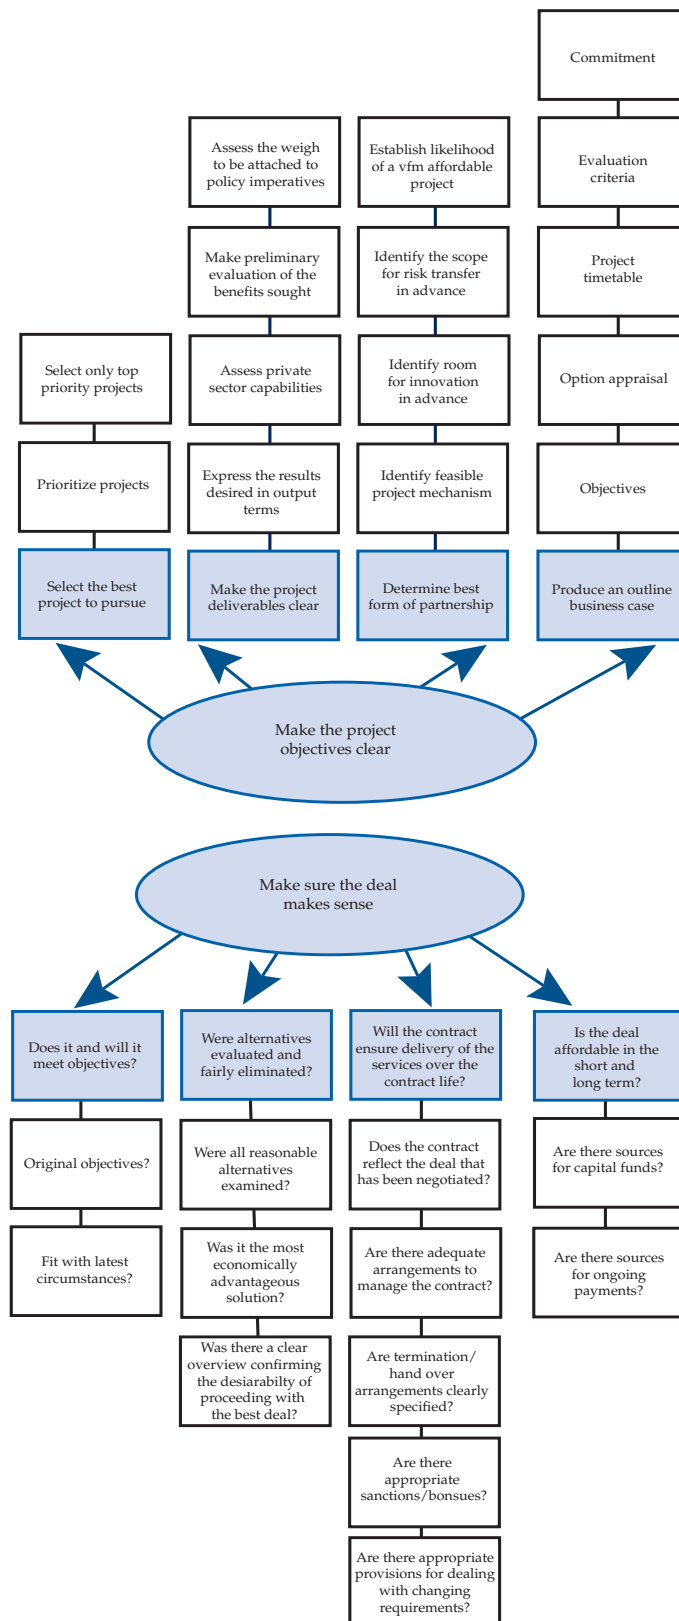 Commitment
Assess the weigh
to be attached to
policy imperatives
Establish likelihood
of a vfm affordable
project
Evaluation
criteria
Make preliminary
evaluation of the
benefits sought
Identify the scope
for risk transfer
in advance
Project
timetable
Select only top
priority projects
Assess private
sector capabilities
Identify room
for innovation
in advance
Option appraisal
Prioritize projects
Express the results
desired in output
terms
Identify feasible
project mechanism
Objectives
Select the best
project to pursue
Make the project
deliverables clear
Determine best
form of partnership
Produce an outline
business case
Make the project
objectives clear
Make sure the deal
makes sense
Does it and will it
meet objectives?
Were alternatives
evaluated and
fairly eliminated?
Will the contract
ensure delivery of the
services over the
contract life?
Is the deal
affordable in the
short and
long term?
Original objectives?
Were all reasonable
alternatives
examined?
Does the contract
reflect the deal that
has been negotiated?
Are there sources
for capital funds?
Fit with latest
circumstances?
Was it the most
economically
advantageous
solution?
Are there adequate
arrangements to
manage the contract?
Are there sources
for ongoing
payments?
Was there a clear
overview confirming
the desiarabilty of
proceeding with
the best deal?
Are termination/
hand over
arrangements clearly
specified?
Are there
appropriate
sanctions/bonsues?
Are there appropriate
provisions for dealing
with changing
requirements?